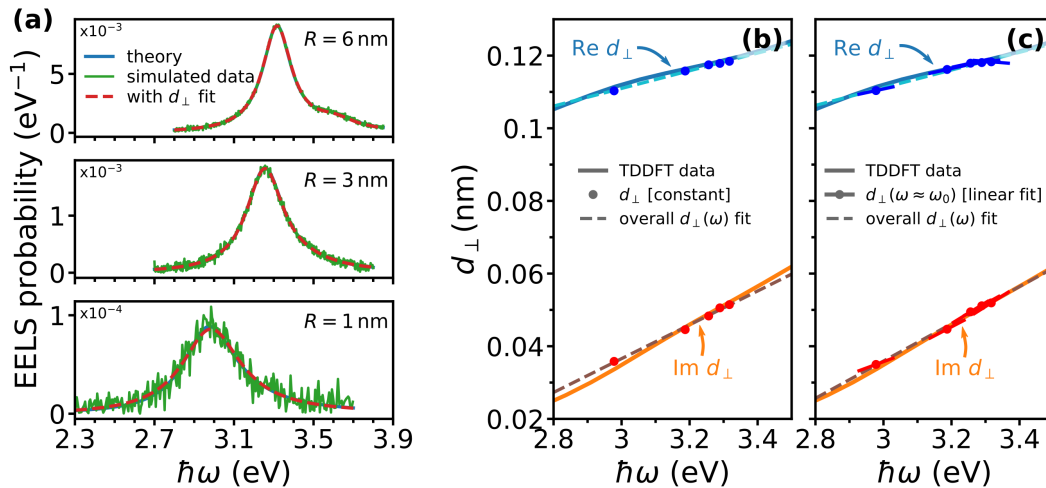 (a)
EELS probability (eV⁻¹)
×10⁻³
R = 6 nm
theory
simulated data
with d⊥ fit
5
0
×10⁻³
R = 3 nm
1
0
×10⁻⁴
R = 1 nm
1
0
2.3 2.7 3.1 3.5 3.9
ħω (eV)
(b)
d⊥ (nm)
0.12
0.1
0.08
0.06
0.04
0.02
Re d⊥
TDDFT data
d⊥ [constant]
overall d⊥(ω) fit
Im d⊥
2.8 3 3.2 3.4
ħω (eV)
(c)
Re d⊥
TDDFT data
d⊥(ω ≈ ω₀) [linear fit]
overall d⊥(ω) fit
Im d⊥
2.8 3 3.2 3.4
ħω (eV)